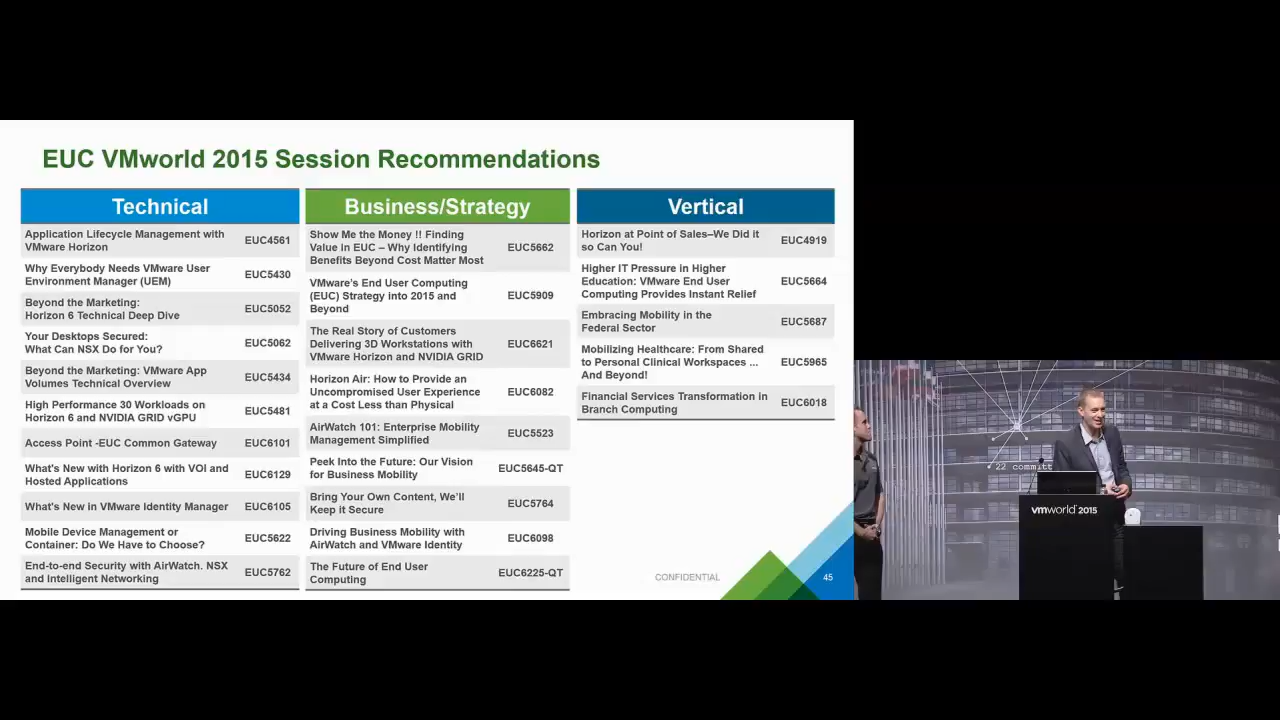 EUC VMworld 2015 Session Recommendations
Technical
Application Lifecycle Management with
VMware Horizon
EUC4561
Why Everybody Needs VMware User
Environment Manager (UEM)
EUC5430
Beyond the Marketing:
Horizon 6 Technical Deep Dive
EUC5052
Your Desktops Secured:
What Can NSX Do for You?
EUC5062
Beyond the Marketing: VMware App
Volumes Technical Overview
EUC5434
High Performance 30 Workloads on
Horizon 6 and NVIDIA GRID vGPU
EUC5481
Access Point -EUC Common Gateway
EUC6101
What's New with Horizon 6 with VOI and
Hosted Applications
EUC6129
What's New in VMware Identity Manager
EUC6105
Mobile Device Management or
Container: Do We Have to Choose?
EUC5622
End-to-end Security with AirWatch. NSX
and Intelligent Networking
EUC5762
Business/Strategy
Show Me the Money !! Finding
Value in EUC – Why Identifying
Benefits Beyond Cost Matter Most
EUC5662
VMware's End User Computing
(EUC) Strategy into 2015 and
Beyond
EUC5909
The Real Story of Customers
Delivering 3D Workstations with
VMware Horizon and NVIDIA GRID
EUC6621
Horizon Air: How to Provide an
Uncompromised User Experience
at a Cost Less than Physical
EUC6082
AirWatch 101: Enterprise Mobility
Management Simplified
EUC5523
Peek Into the Future: Our Vision
for Business Mobility
EUC5645-QT
Bring Your Own Content, We'll
Keep it Secure
EUC5764
Driving Business Mobility with
AirWatch and VMware Identity
EUC6098
The Future of End User
Computing
EUC6225-QT
Vertical
Horizon at Point of Sales–We Did it
so Can You!
EUC4919
Higher IT Pressure in Higher
Education: VMware End User
Computing Provides Instant Relief
EUC5664
Embracing Mobility in the
Federal Sector
EUC5687
Mobilizing Healthcare: From Shared
to Personal Clinical Workspaces ...
And Beyond!
EUC5965
Financial Services Transformation in
Branch Computing
EUC6018
CONFIDENTIAL
45
22 committ
vmworld 2015